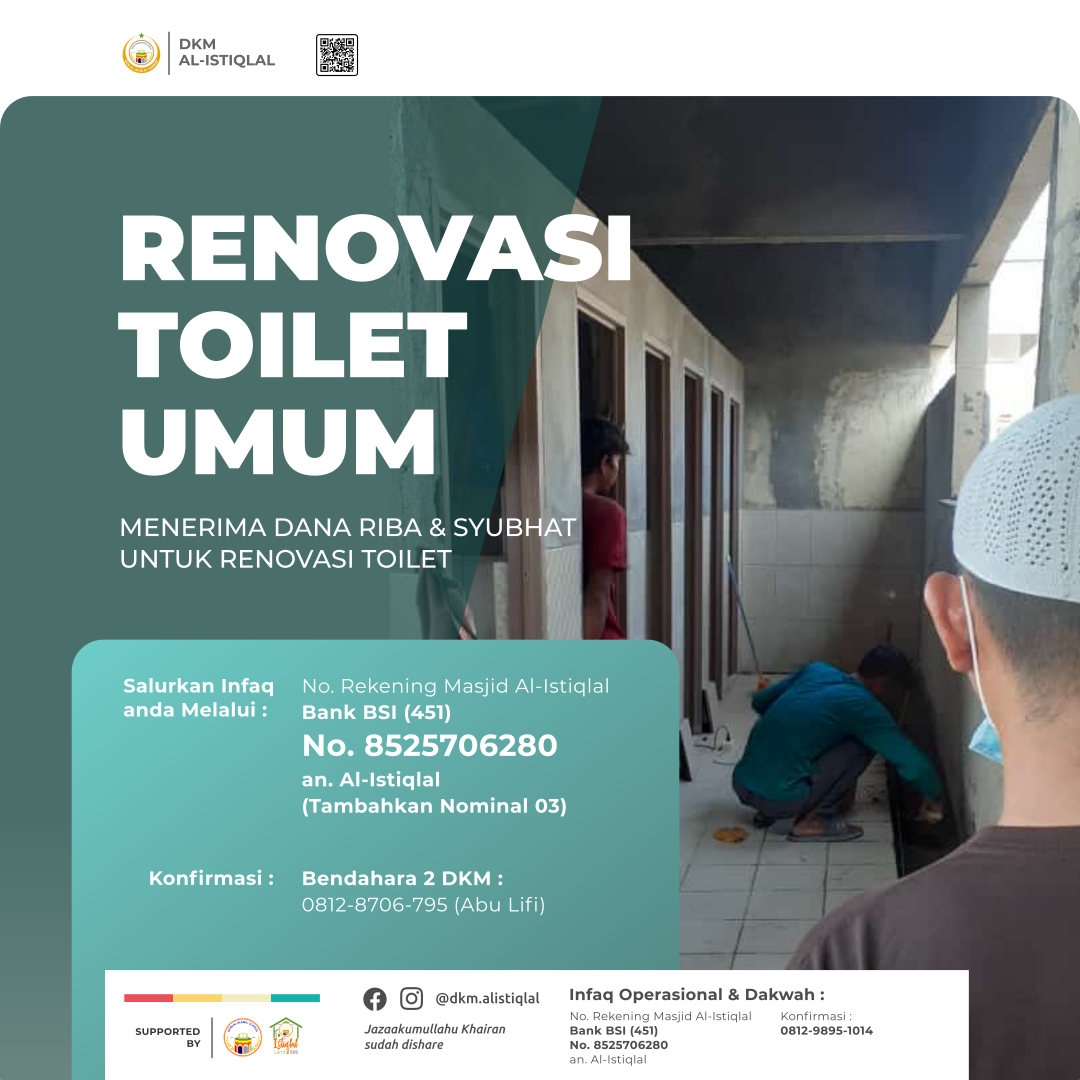 DKM
AL-ISTIQLAL
RENOVASI
TOILET
UMUM
MENERIMA DANA RIBA & SYUBHAT
UNTUK RENOVASI TOILET
Salurkan Infaq
anda Melalui :
No. Rekening Masjid Al-Istiqlal
Bank BSI (451)
No. 8525706280
an. Al-Istiqlal
(Tambahkan Nominal 03)
Konfirmasi :
Bendahara 2 DKM :
0812-8706-795 (Abu Lifi)
SUPPORTED
BY
Istiqlal
@dkm.alistiqlal
Jazaakumullahu Khairan
sudah dishare
Infaq Operasional & Dakwah :
No. Rekening Masjid Al-Istiqlal
Bank BSI (451)
No. 8525706280
an. Al-Istiqlal
Konfirmasi :
0812-9895-1014